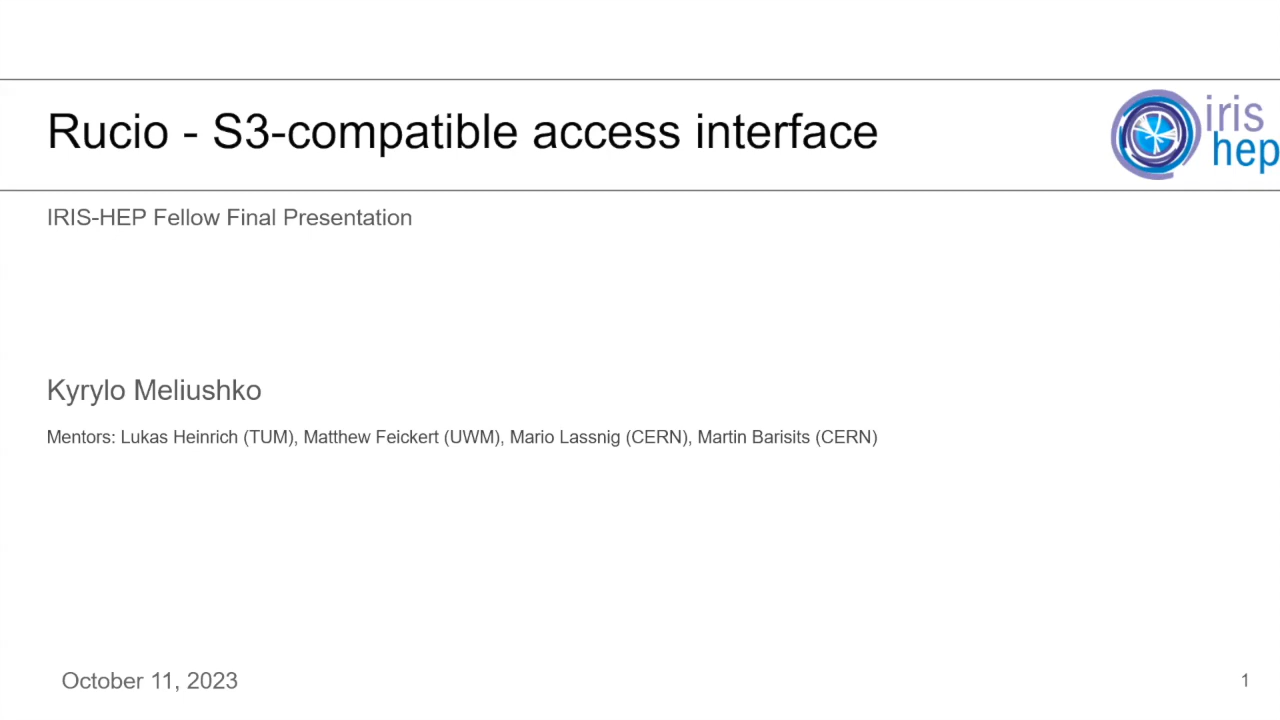 Rucio - S3-compatible access interface
iris
hep
IRIS-HEP Fellow Final Presentation
Kyrylo Meliushko
Mentors: Lukas Heinrich (TUM), Matthew Feickert (UWM), Mario Lassnig (CERN), Martin Barisits (CERN)
October 11, 2023
1